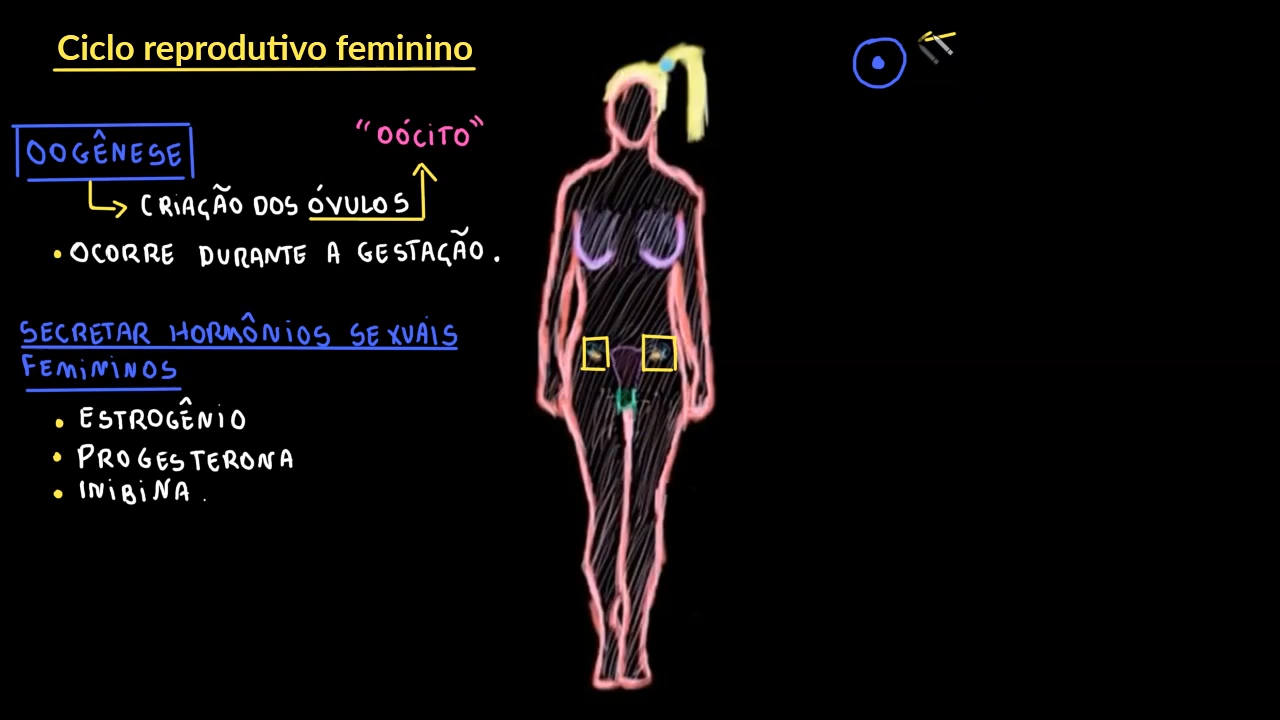 Ciclo reprodutivo feminino
OOGÊNESE
"OÓCITO"
CRIAÇÃO DOS ÓVULOS
• OCORRE DURANTE A GESTAÇÃO.
SECRETAR HORMÔNIOS SEXUAIS
FEMININOS
• ESTROGÊNIO
• PROGESTERONA
• INIBINA.